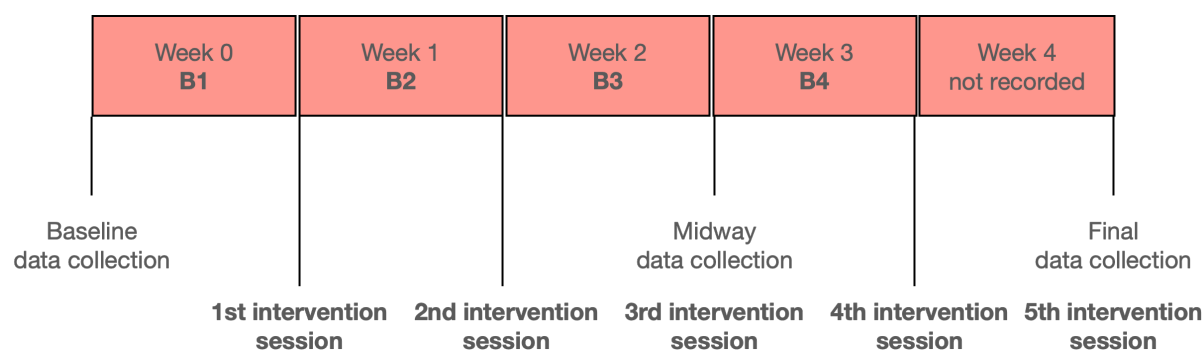 Week 0
B1
Week 1
B2
Week 2
B3
Week 3
B4
Week 4
not recorded
Baseline
data collection
Midway
data collection
Final
data collection
1st intervention
session
2nd intervention
session
3rd intervention
session
4th intervention
session
5th intervention
session